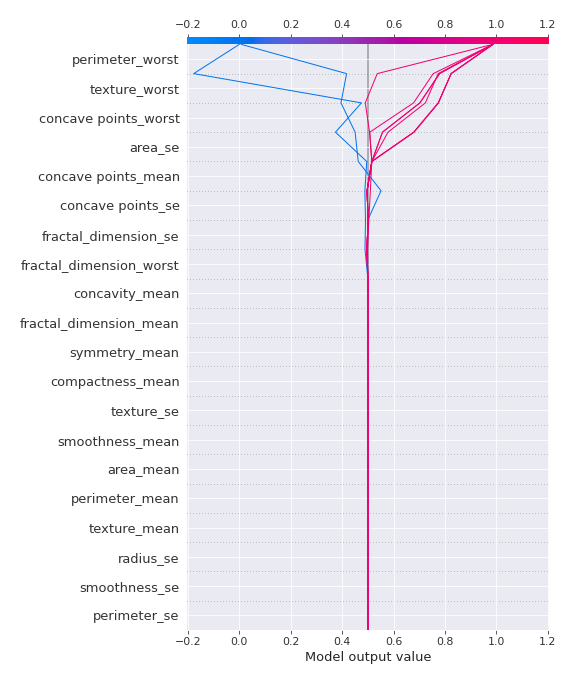 −0.2 0.0 0.2 0.4 0.6 0.8 1.0 1.2
perimeter_worst
texture_worst
concave points_worst
area_se
concave points_mean
concave points_se
fractal_dimension_se
fractal_dimension_worst
concavity_mean
fractal_dimension_mean
symmetry_mean
compactness_mean
texture_se
smoothness_mean
area_mean
perimeter_mean
texture_mean
radius_se
smoothness_se
perimeter_se
−0.2 0.0 0.2 0.4 0.6 0.8 1.0 1.2
Model output value